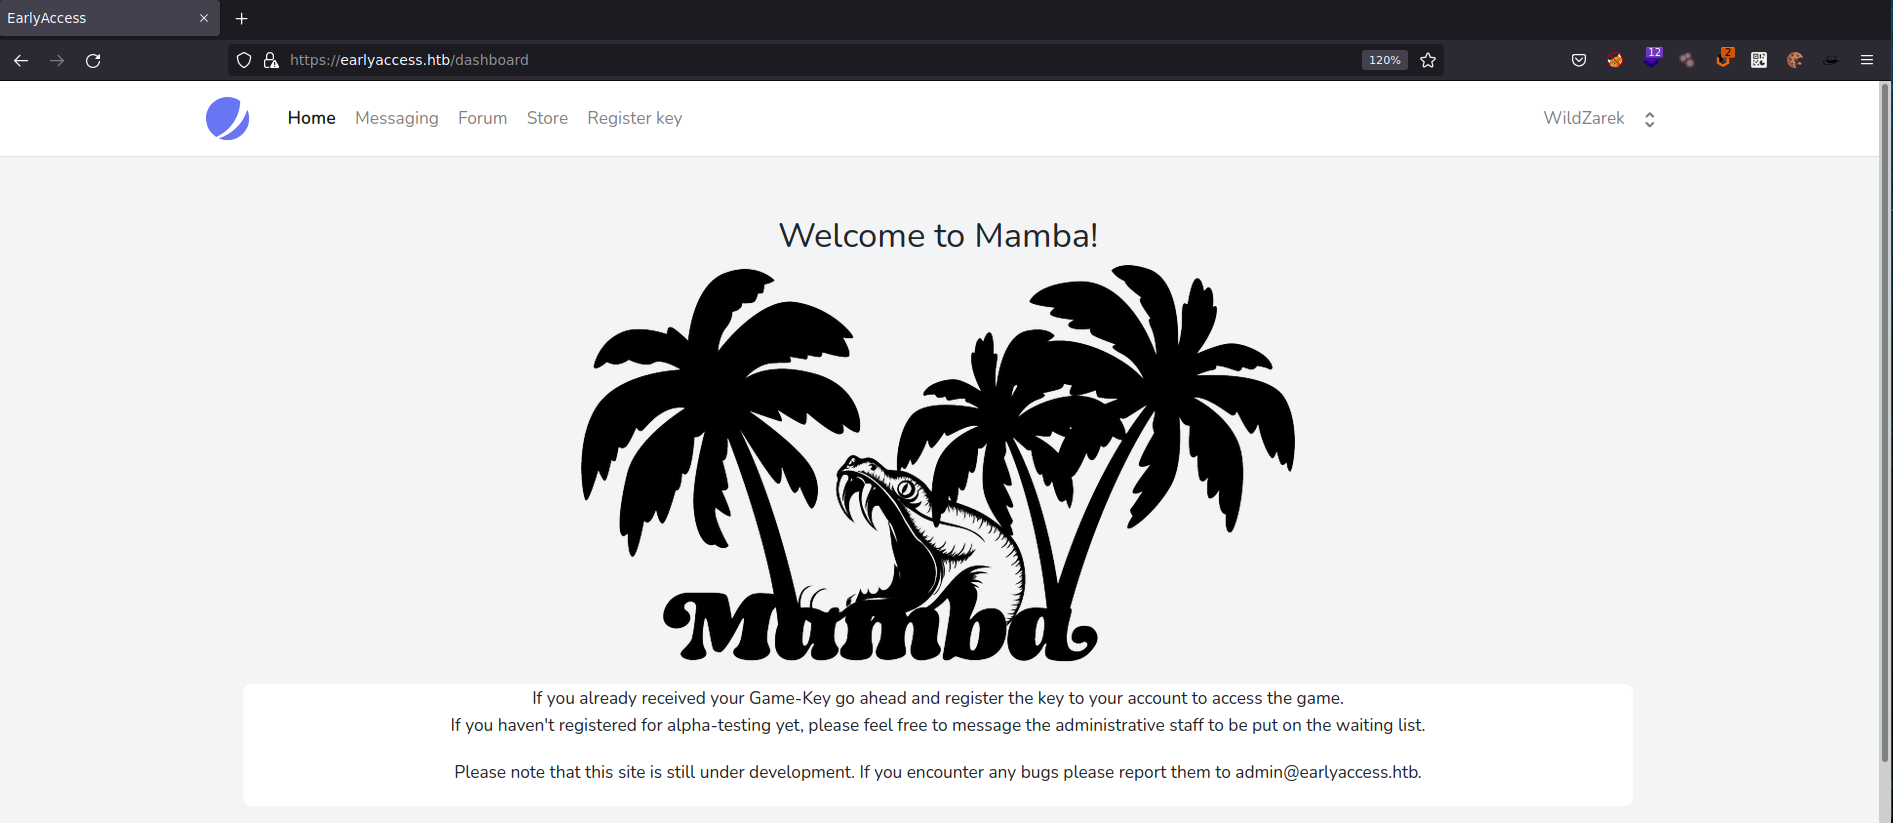 EarlyAccess
https://earlyaccess.htb/dashboard
120%
12
2
Home Messaging Forum Store Register key
WildZarek
Welcome to Mamba!
Mamba
If you already received your Game-Key go ahead and register the key to your account to access the game.
If you haven't registered for alpha-testing yet, please feel free to message the administrative staff to be put on the waiting list.
Please note that this site is still under development. If you encounter any bugs please report them to admin@earlyaccess.htb.